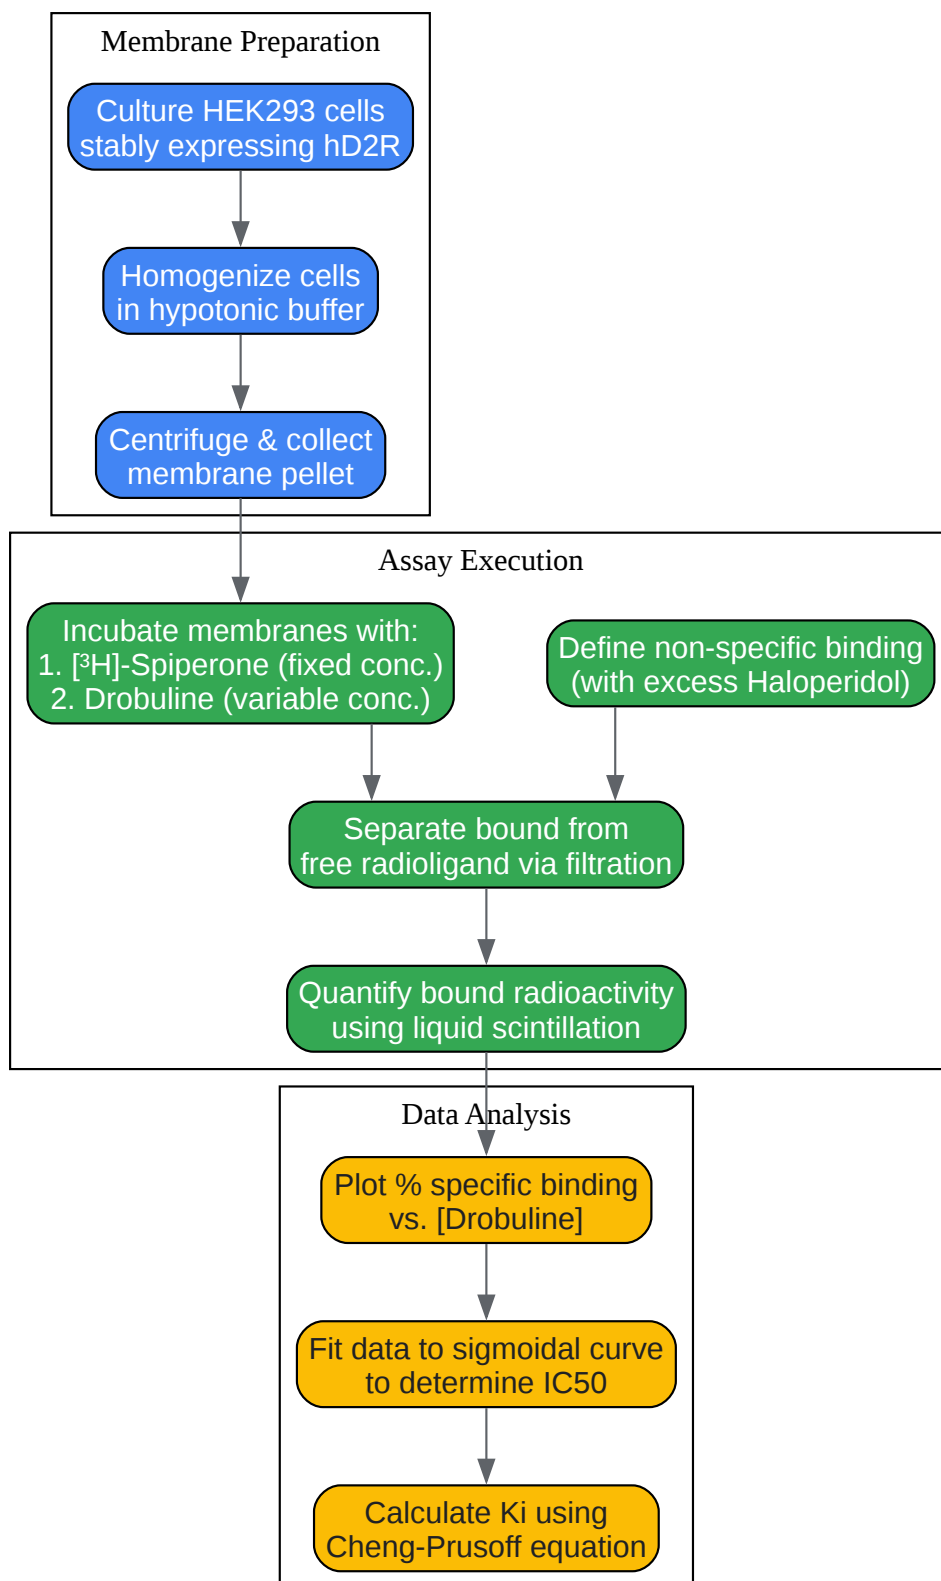 Membrane Preparation
Culture HEK293 cells
stably expressing hD2R
Homogenize cells
in hypotonic buffer
Centrifuge & collect
membrane pellet
Assay Execution
Incubate membranes with:
1. [³H]-Spiperone (fixed conc.)
2. Drobuline (variable conc.)
Define non-specific binding
(with excess Haloperidol)
Separate bound from
free radioligand via filtration
Quantify bound radioactivity
using liquid scintillation
Data Analysis
Plot % specific binding
vs. [Drobuline]
Fit data to sigmoidal curve
to determine IC50
Calculate Ki using
Cheng-Prusoff equation